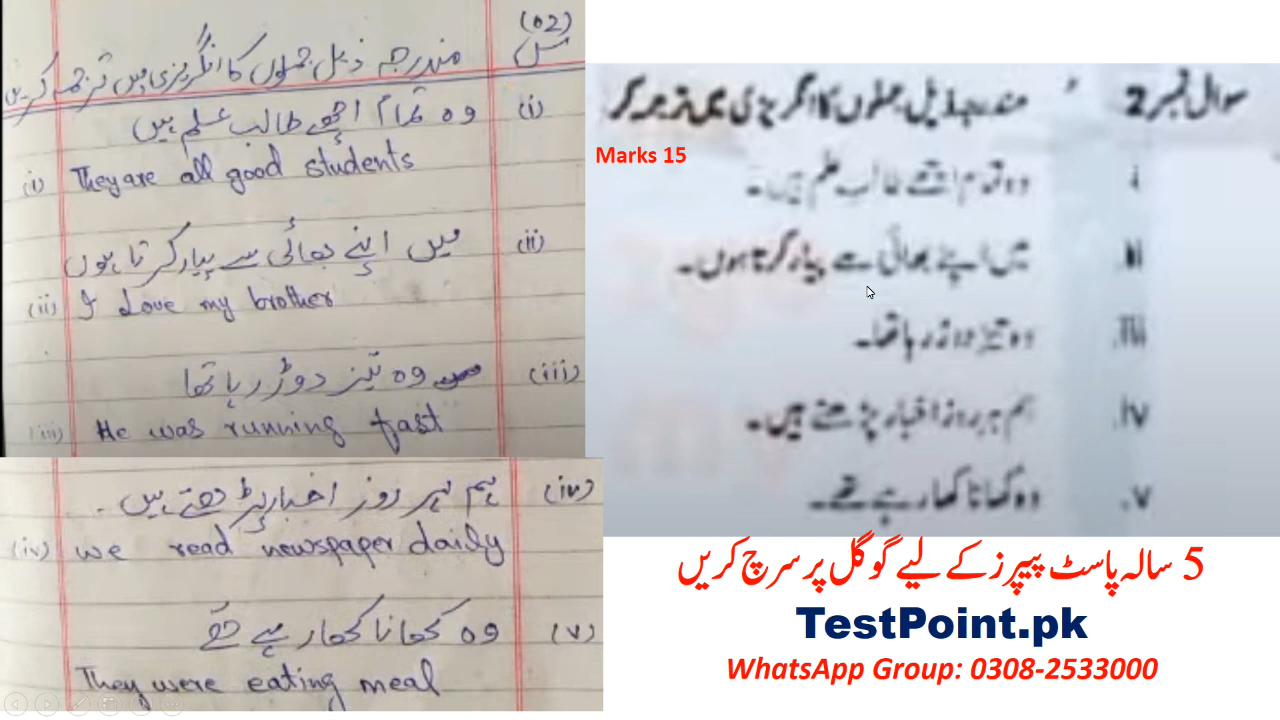 س (02) مندرجہ ذیل جملوں کا انگریزی میں ترجمہ کریں
(i) وہ تمام اچھے طالب علم ہیں
(i) They are all good students
(ii) میں اپنے بھائی سے پیار کرتا ہوں
(ii) I love my brother
(iii) وہ تیز دوڑ رہا تھا
(iii) He was running fast
(iv) ہم ہر روز اخبار پڑھتے ہیں .
(iv) we read newspaper daily
(v) وہ کھانا کھا رہے تھے
They were eating meal
سوال نمبر 2 مندرجہ ذیل جملوں کا انگریزی میں ترجمہ کر
Marks 15
i. وہ تمام اچھے طالب علم ہیں۔
ii. میں اپنے بھائی سے پیار کرتا ہوں۔
iii. وہ تیز دوڑ رہا تھا۔
iv. ہم ہر روز اخبار پڑھتے ہیں۔
v. وہ کھانا کھا رہے تھے۔
5 سالہ پاسٹ پیپرز کے لیے گوگل پر سرچ کریں
TestPoint.pk
WhatsApp Group: 0308-2533000